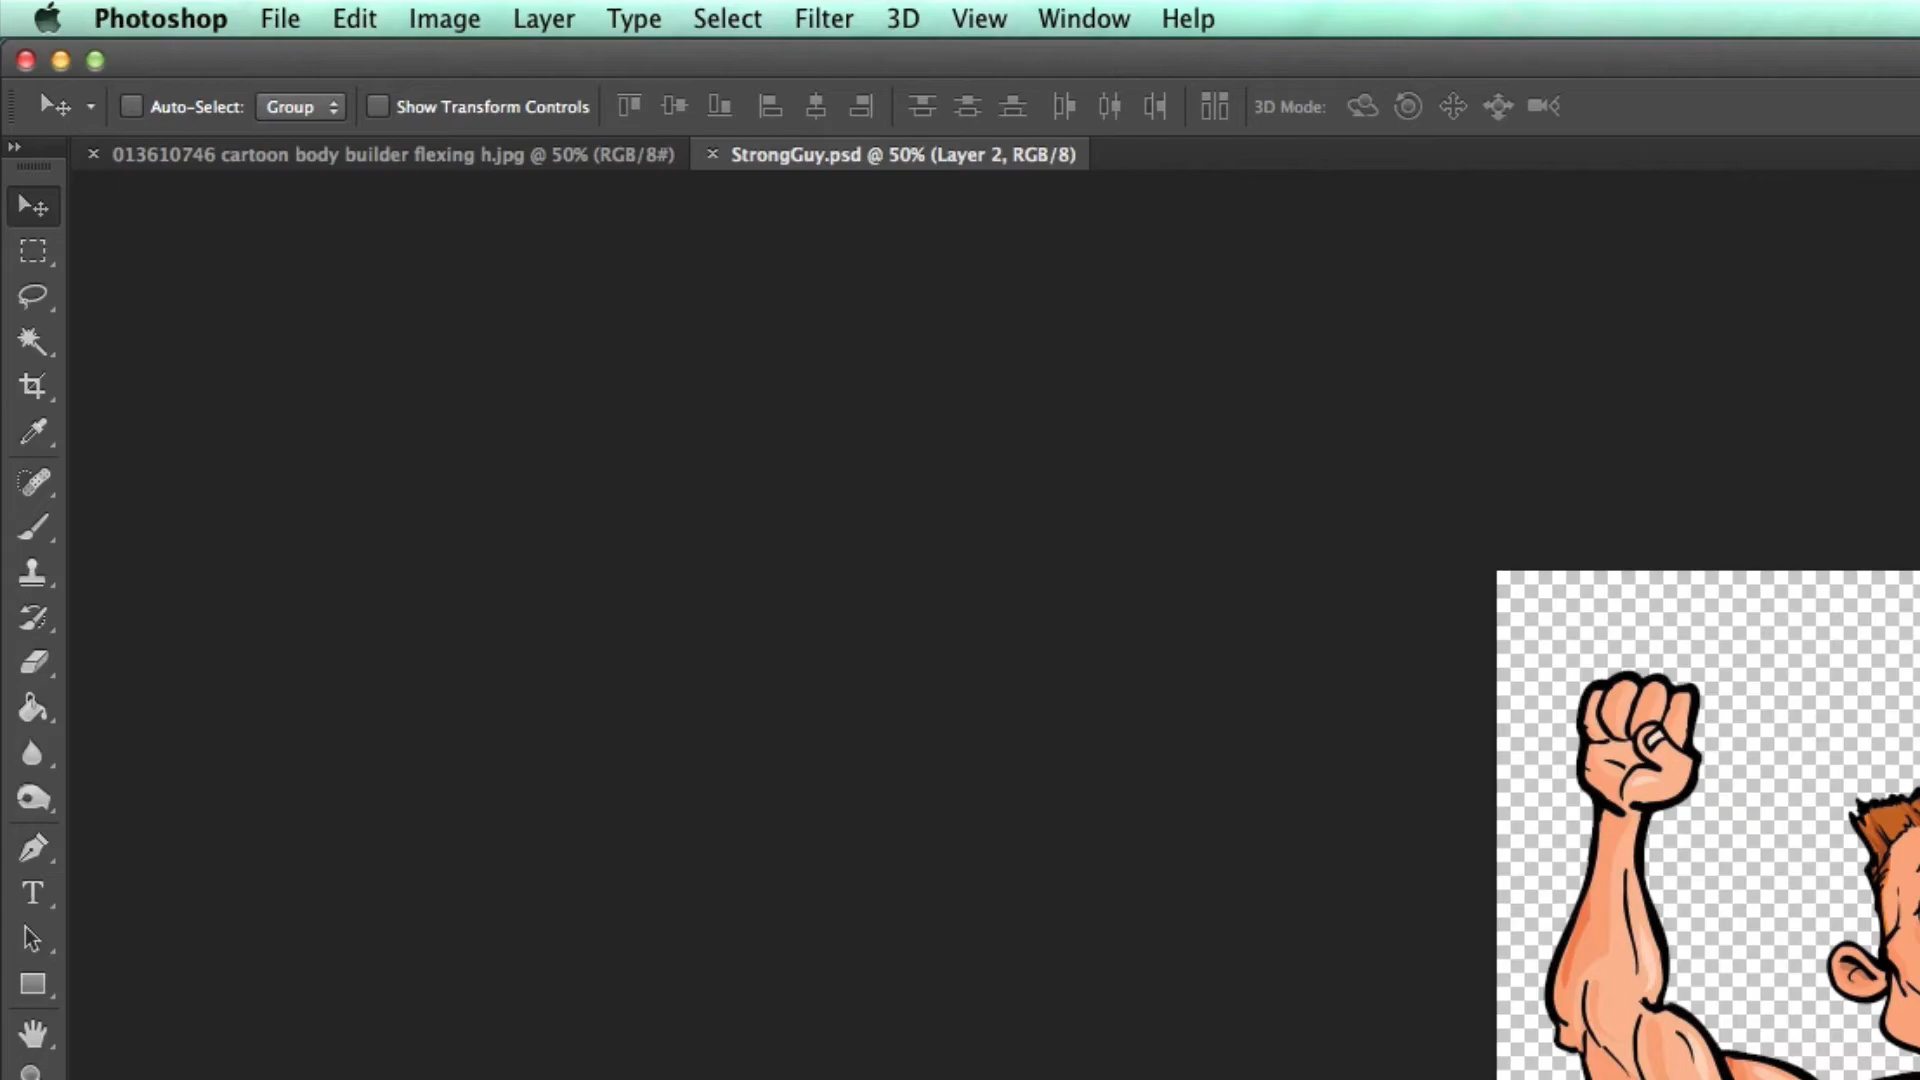 Photoshop File Edit Image Layer Type Select Filter 3D View Window Help
Auto-Select: Group Show Transform Controls 3D Mode:
013610746 cartoon body builder flexing h.jpg @ 50% (RGB/8#) StrongGuy.psd @ 50% (Layer 2, RGB/8)